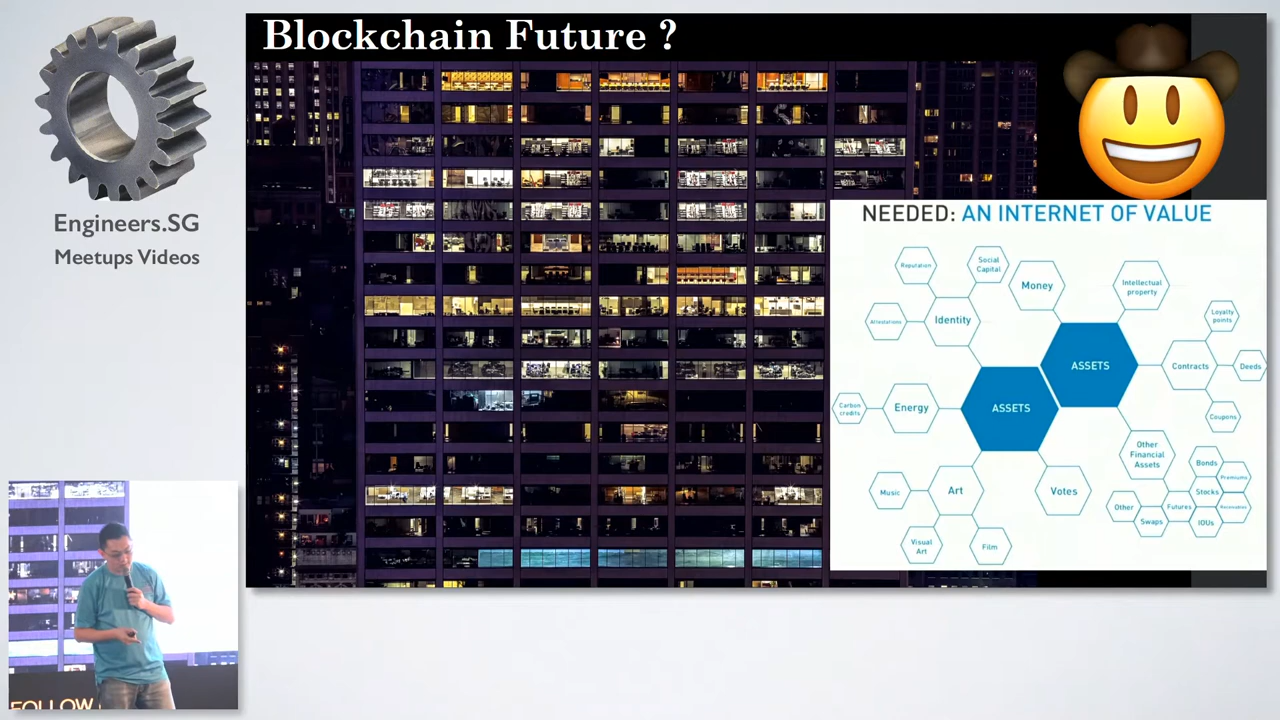 Blockchain Future ?
Engineers.SG
Meetups Videos
NEEDED: AN INTERNET OF VALUE
Reputation
Social
Capital
Money
Intellectual
property
Attestations
Identity
Loyalty
points
ASSETS
Contracts
Deeds
Carbon
credits
Energy
ASSETS
Coupons
Other
Financial
Assets
Bonds
Premiums
Music
Art
Votes
Stocks
Other
Futures
Swaps
IOUs
Visual
Art
Film
FOLLOW